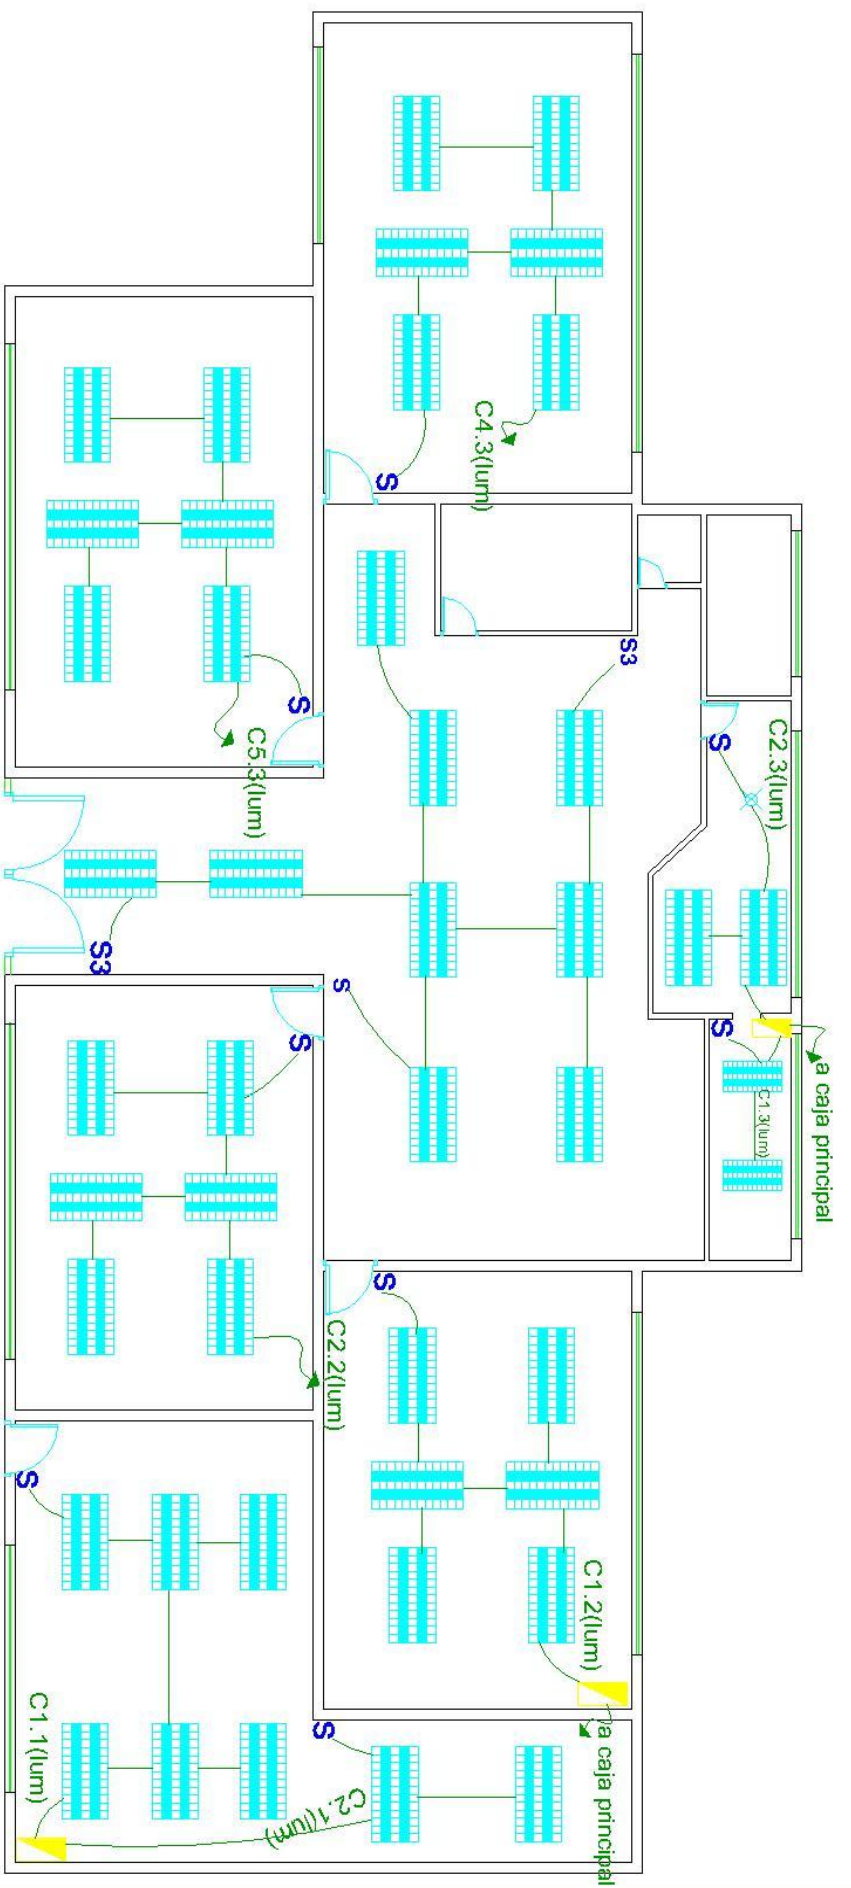 C4.3(lum)
S
S3
S
C5.3(lum)
S
C2.3(lum)
S3
s
S
S
a caja principal
C1.3(lum)
S
C2.2(lum)
S
C1.2(lum)
C1.1(lum)
S
C2.1(lum)
a caja principal